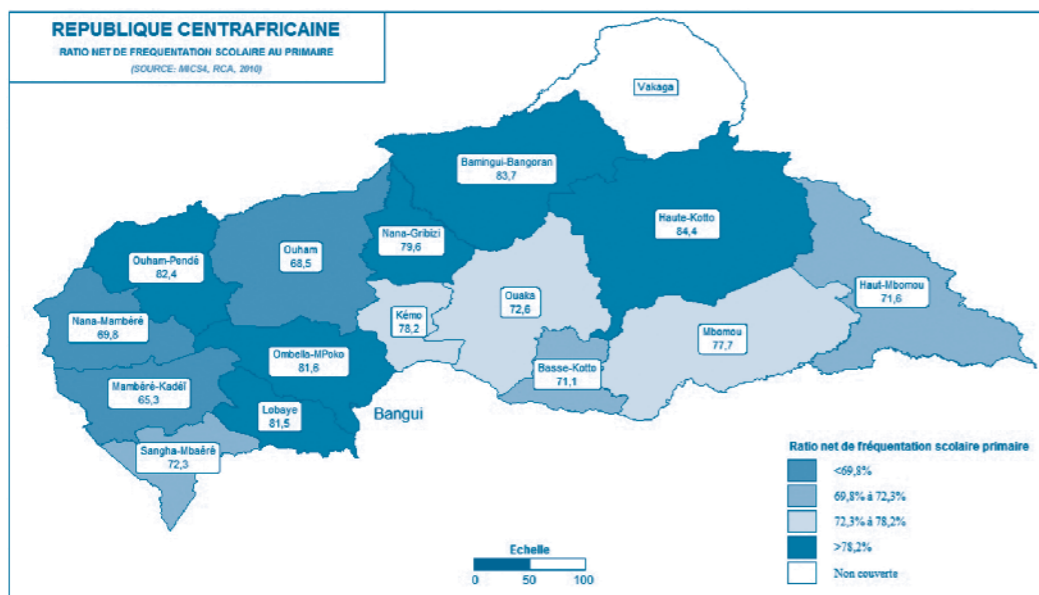 REPUBLIQUE CENTRAFRICAINE
RATIO NET DE FREQUENTATION SCOLAIRE AU PRIMAIRE
(SOURCE: MICS4, RCA, 2010)
Vakaga
Bamingui-Bangoran
83,7
Haute-Kotto
84,4
Nana-Gribizi
79,6
Ouham
68,5
Ouham-Pendé
82,4
Haut-Mbomou
71,6
Ouaka
72,6
Kémo
78,2
Nana-Mambéré
69,8
Mbomou
77,7
Ombella-MPoko
81,6
Basse-Kotto
71,1
Mambéré-Kadéï
65,3
Lobaye
81,5
Bangui
Sangha-Mbaéré
72,3
Ratio net de fréquentation scolaire primaire
<69,8%
69,8% à 72,3%
72,3% à 78,2%
>78,2%
Non couverte
Echelle
0 50 100